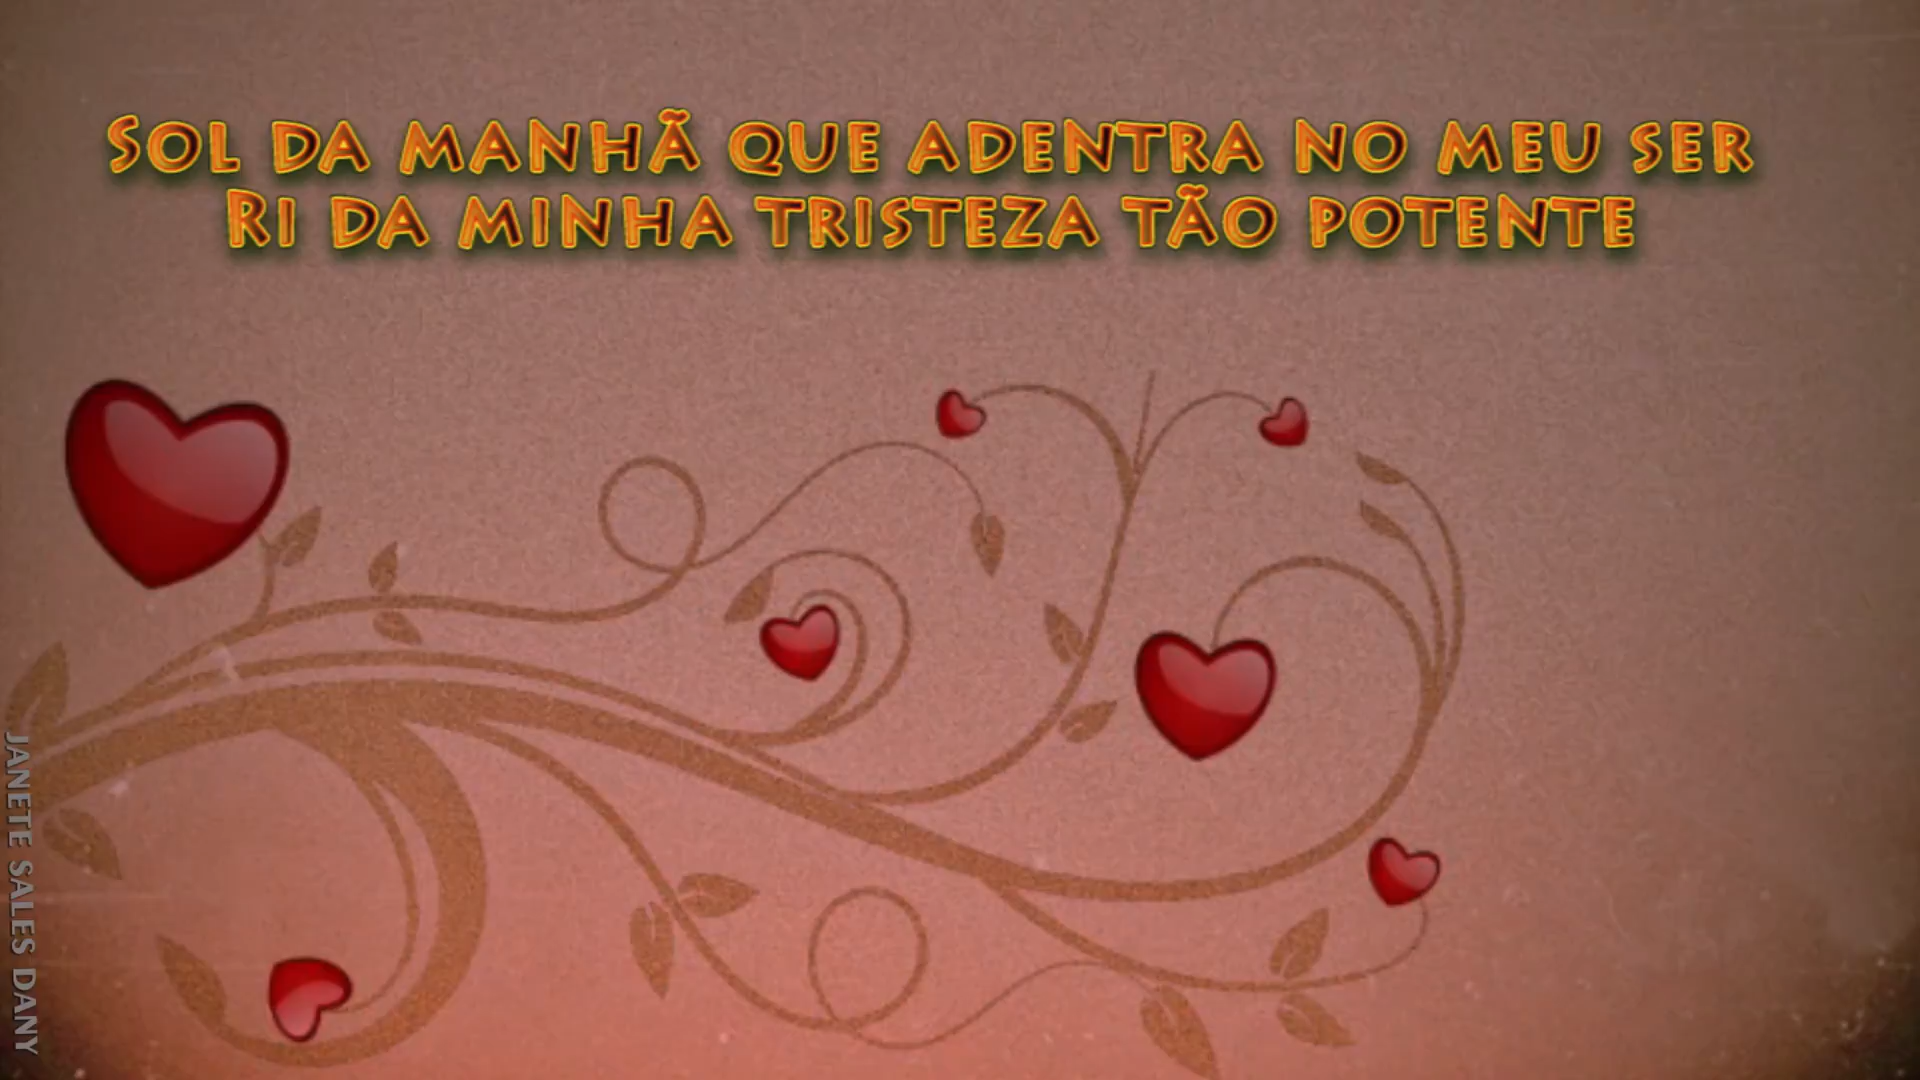 SOL DA MANHÃ QUE ADENTRA NO MEU SER
RI DA MINHA TRISTEZA TÃO POTENTE
JANETE SALES DANY